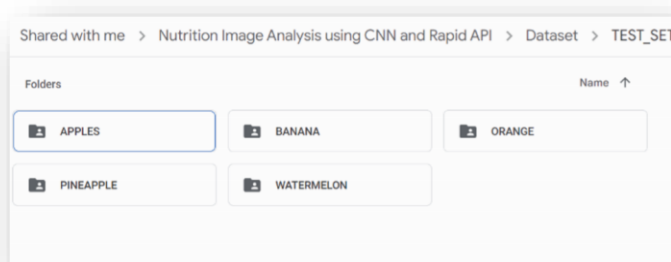 Shared with me > Nutrition Image Analysis using CNN and Rapid API > Dataset > TEST_SET
Folders Name ↑
APPLES BANANA ORANGE
PINEAPPLE WATERMELON